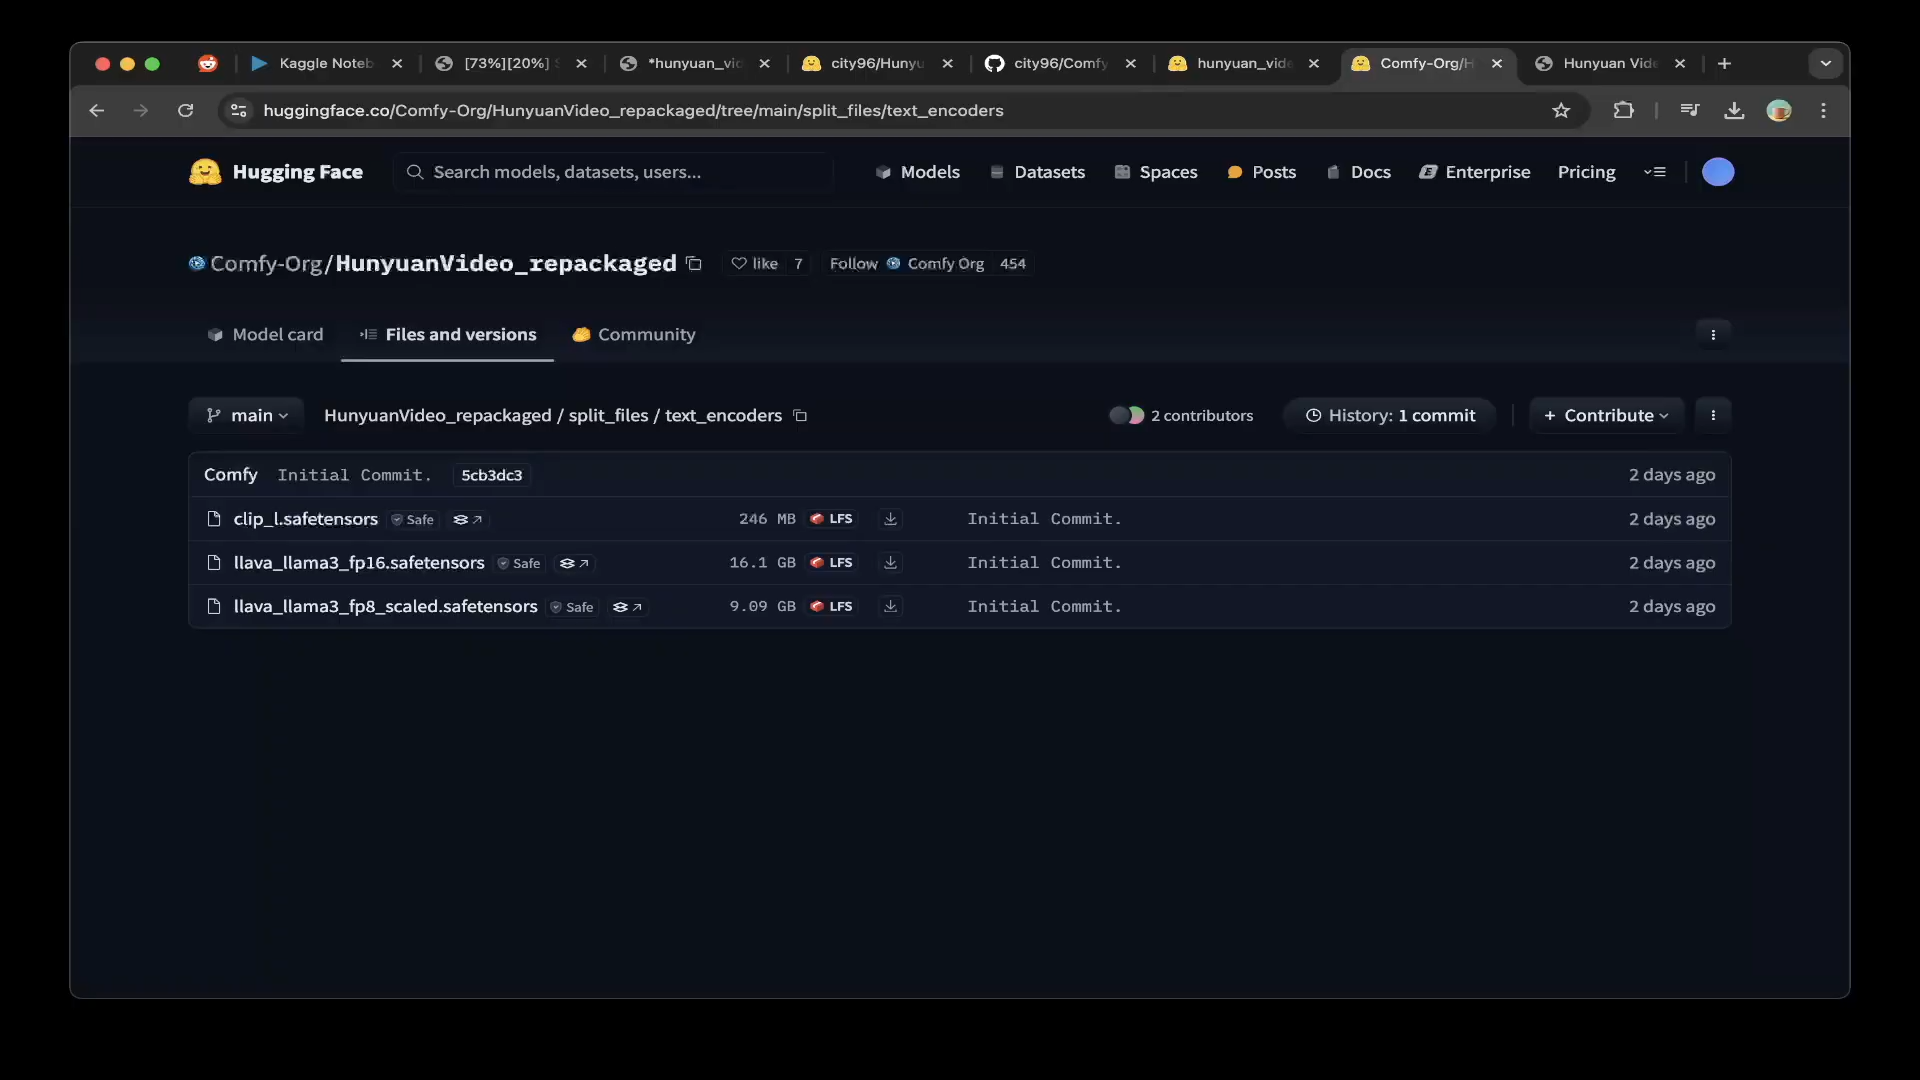 Kaggle Noteb
[73%][20%] S
*hunyuan_vid
city96/Hunyu
city96/Comfy
hunyuan_vide
Comfy-Org/H
Hunyuan Vide
huggingface.co/Comfy-Org/HunyuanVideo_repackaged/tree/main/split_files/text_encoders
Hugging Face
Search models, datasets, users...
Models
Datasets
Spaces
Posts
Docs
Enterprise
Pricing
Comfy-Org/HunyuanVideo_repackaged
like 7
Follow Comfy Org 454
Model card
Files and versions
Community
main
HunyuanVideo_repackaged / split_files / text_encoders
2 contributors
History: 1 commit
+ Contribute
Comfy Initial Commit. 5cb3dc3 2 days ago
clip_l.safetensors Safe 246 MB LFS Initial Commit. 2 days ago
llava_llama3_fp16.safetensors Safe 16.1 GB LFS Initial Commit. 2 days ago
llava_llama3_fp8_scaled.safetensors Safe 9.09 GB LFS Initial Commit. 2 days ago